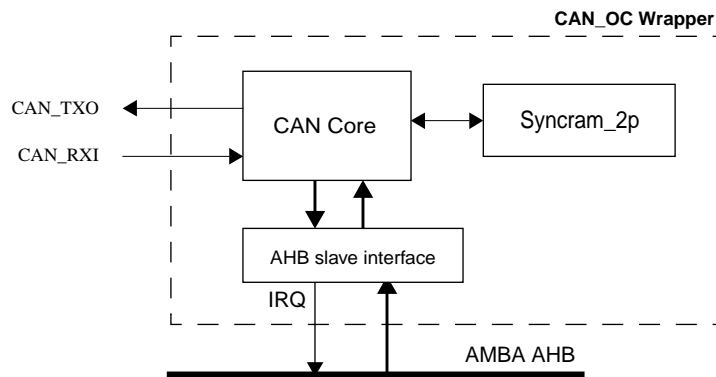 CAN_OC Wrapper
CAN_TXO
CAN Core
Syncram_2p
CAN_RXI
AHB slave interface
IRQ
AMBA AHB